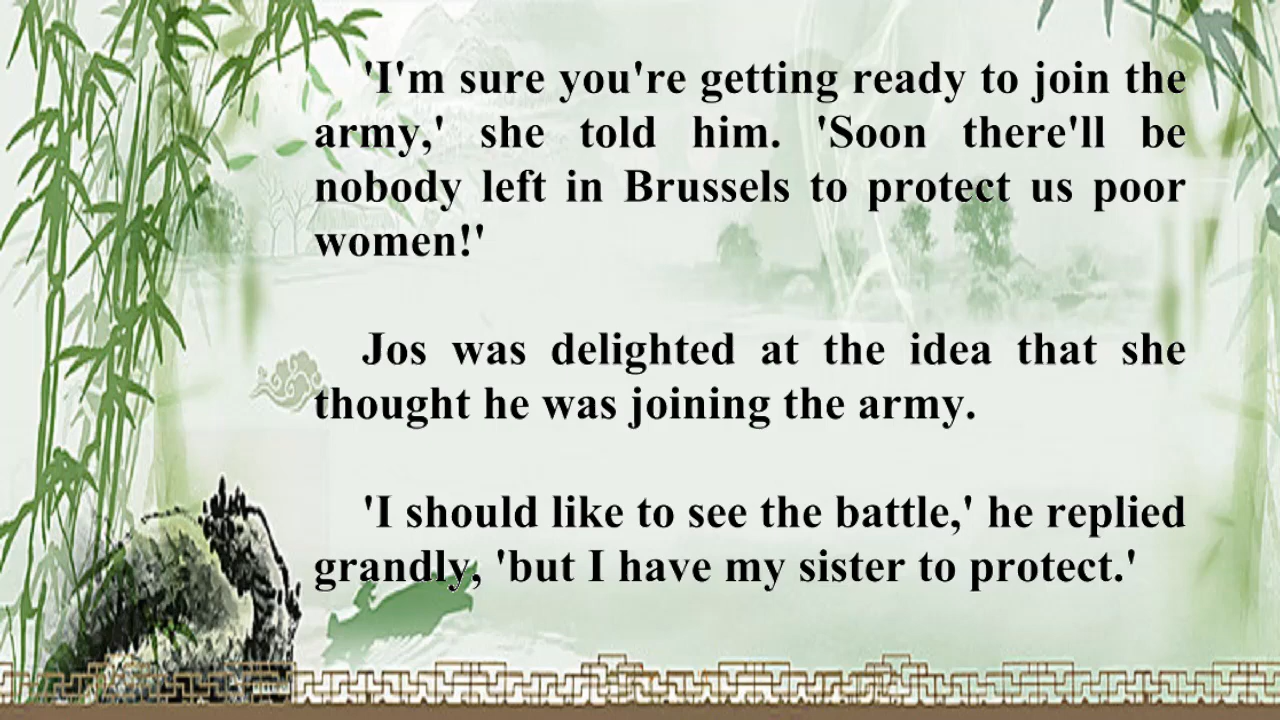 'I'm sure you're getting ready to join the
army,' she told him. 'Soon there'll be
nobody left in Brussels to protect us poor
women!'
Jos was delighted at the idea that she
thought he was joining the army.
'I should like to see the battle,' he replied
grandly, 'but I have my sister to protect.'